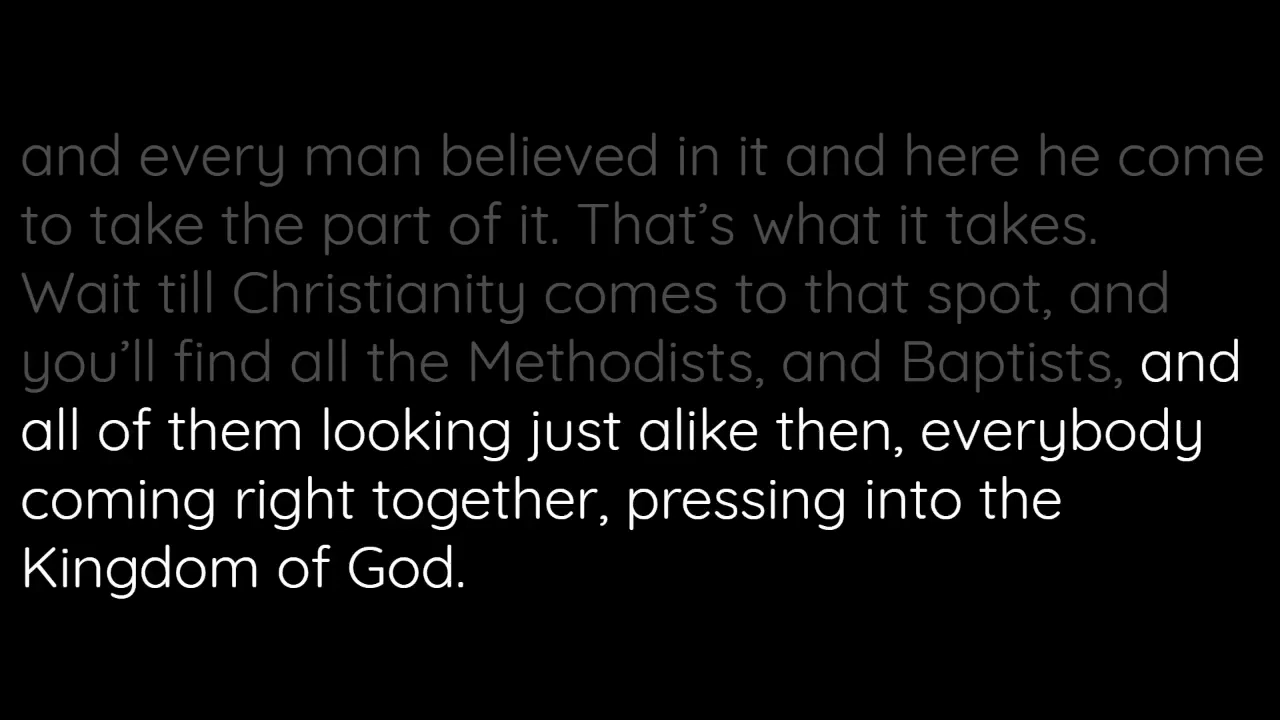 and every man believed in it and here he come
to take the part of it. That’s what it takes.
Wait till Christianity comes to that spot, and
you’ll find all the Methodists, and Baptists, and
all of them looking just alike then, everybody
coming right together, pressing into the
Kingdom of God.